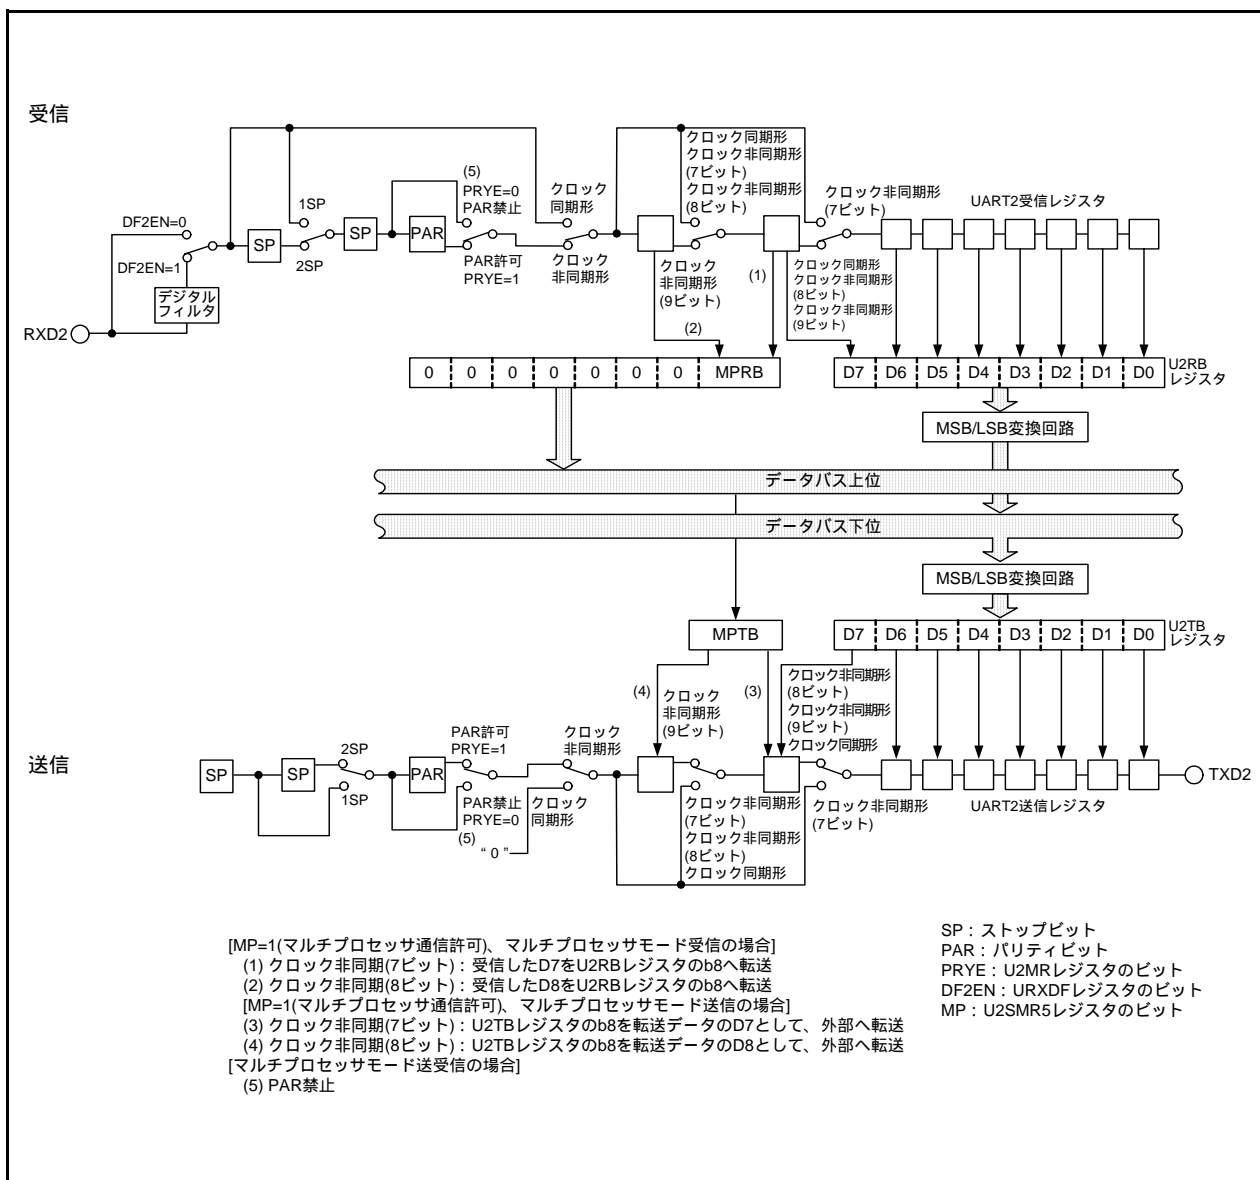 受信
DF2EN=0
DF2EN=1
デジタル
フィルタ
RXD2
SP
1SP
2SP
SP
PAR
(5)
PRYE=0
PAR禁止
PAR許可
PRYE=1
クロック
同期形
クロック
非同期形
クロック同期形
クロック非同期形
(7ビット)
クロック非同期形
(8ビット)
クロック
非同期形
(9ビット)
(2)
(1)
クロック同期形
クロック非同期形
(8ビット)
クロック非同期形
(9ビット)
クロック非同期形
(7ビット)
UART2受信レジスタ
0 0 0 0 0 0 0 MPRB
D7 D6 D5 D4 D3 D2 D1 D0
U2RB
レジスタ
MSB/LSB変換回路
データバス上位
データバス下位
MSB/LSB変換回路
MPTB
D7 D6 D5 D4 D3 D2 D1 D0
U2TB
レジスタ
(4)
クロック
非同期形
(9ビット)
(3)
クロック非同期形
(8ビット)
クロック非同期形
(9ビット)
クロック同期形
送信
SP
SP
2SP
1SP
PAR
PAR許可
PRYE=1
PAR禁止
PRYE=0
(5)
クロック
非同期形
クロック
同期形
“ 0 ”
クロック非同期形
(7ビット)
クロック非同期形
(8ビット)
クロック同期形
クロック非同期形
(7ビット)
UART2送信レジスタ
TXD2
[MP=1(マルチプロセッサ通信許可)、マルチプロセッサモード受信の場合]
(1) クロック非同期(7ビット)：受信したD7をU2RBレジスタのb8へ転送
(2) クロック非同期(8ビット)：受信したD8をU2RBレジスタのb8へ転送
[MP=1(マルチプロセッサ通信許可)、マルチプロセッサモード送信の場合]
(3) クロック非同期(7ビット)：U2TBレジスタのb8を転送データのD7として、外部へ転送
(4) クロック非同期(8ビット)：U2TBレジスタのb8を転送データのD8として、外部へ転送
[マルチプロセッサモード送受信の場合]
(5) PAR禁止
SP：ストップビット
PAR：パリティビット
PRYE：U2MRレジスタのビット
DF2EN：URXDFレジスタのビット
MP：U2SMR5レジスタのビット